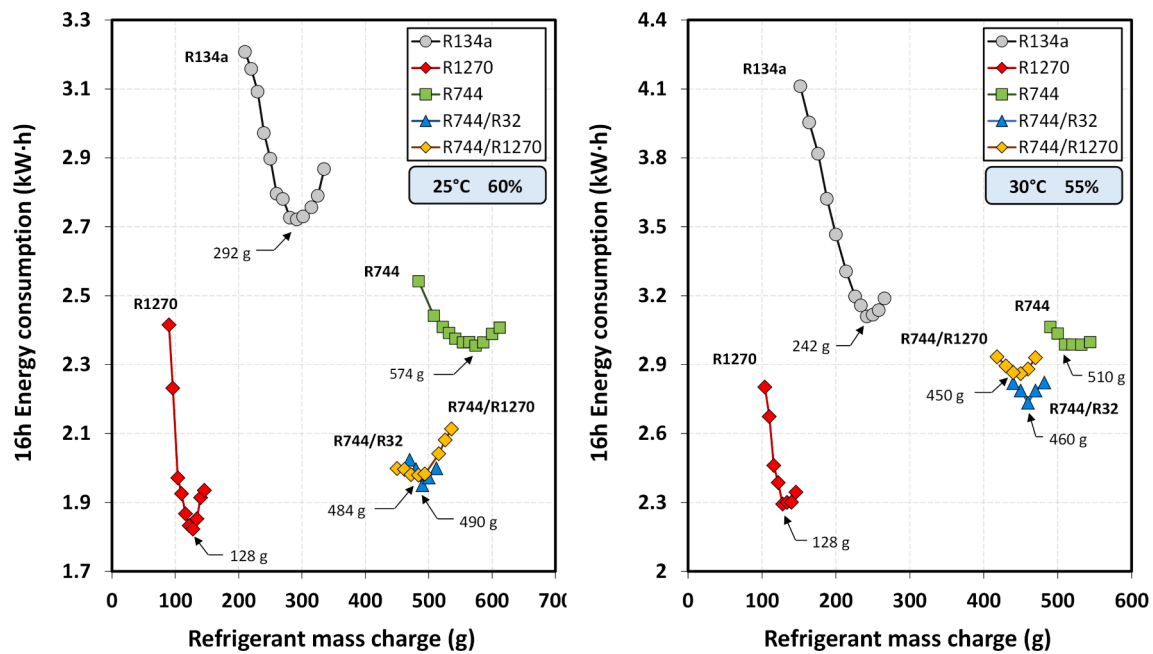 16h Energy consumption (kW·h)
3.3
3.1
2.9
2.7
2.5
2.3
2.1
1.9
1.7
0
100
200
300
400
500
600
700
Refrigerant mass charge (g)
R134a
R1270
R744
R744/R32
R744/R1270
25°C 60%
R134a
292 g
R744
574 g
R1270
128 g
R744/R1270
R744/R32
484 g
490 g
16h Energy consumption (kW·h)
4.4
4.1
3.8
3.5
3.2
2.9
2.6
2.3
2
0
100
200
300
400
500
600
Refrigerant mass charge (g)
R134a
R1270
R744
R744/R32
R744/R1270
30°C 55%
R134a
242 g
R744
510 g
R744/R1270
450 g
R1270
128 g
R744/R32
460 g